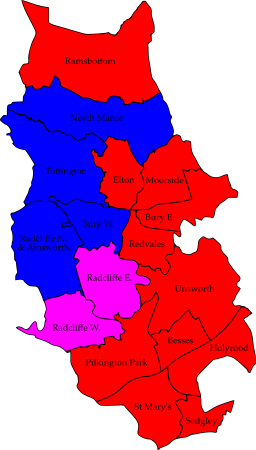 Ramsbottom
North Manor
Tottington
Elton
Moorside
Bury E.
Bury W.
Redvales
Radcliffe N.
& Ainsworth
Radcliffe E.
Unsworth
Radcliffe W.
Besses
Holyrood
Pilkington Park
St Mary's
Sedgley